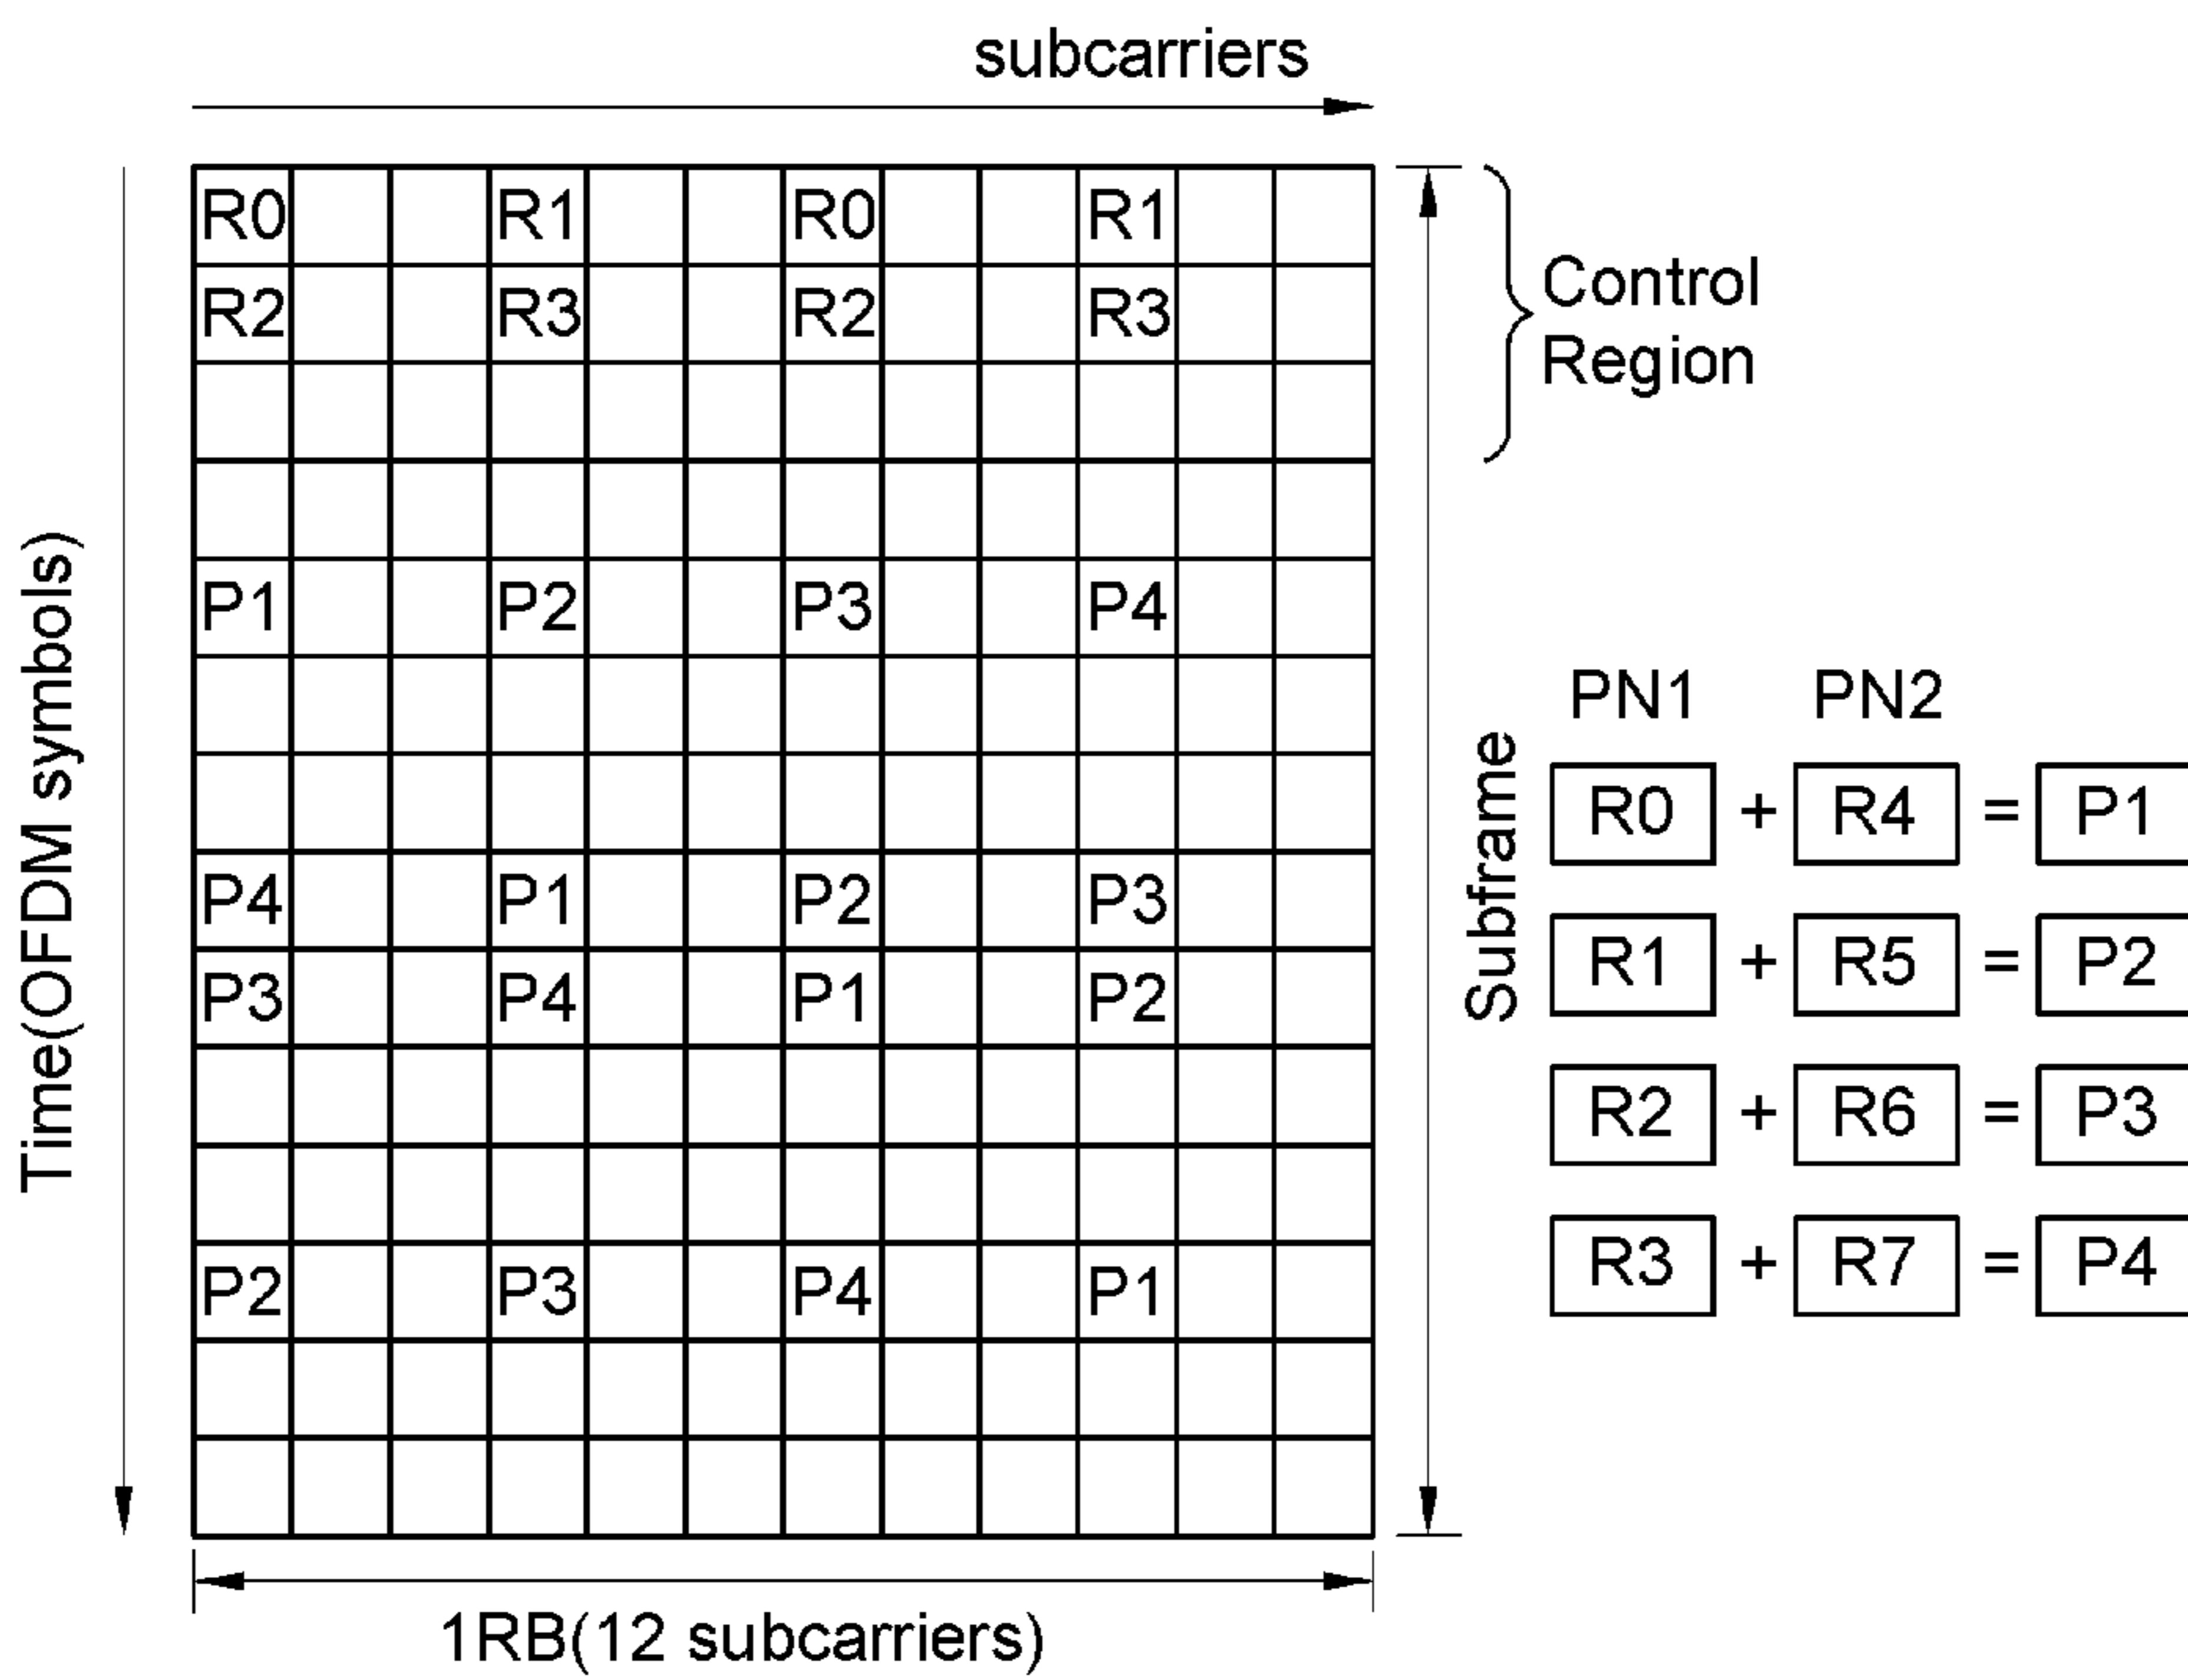 subcarriers
R0 R1 R0 R1
R2 R3 R2 R3
Control
Region
P1 P2 P3 P4
P4 P1 P2 P3
P3 P4 P1 P2
P2 P3 P4 P1
Time(OFDM symbols)
Subframe
PN1 PN2
R0 + R4 = P1
R1 + R5 = P2
R2 + R6 = P3
R3 + R7 = P4
1RB(12 subcarriers)